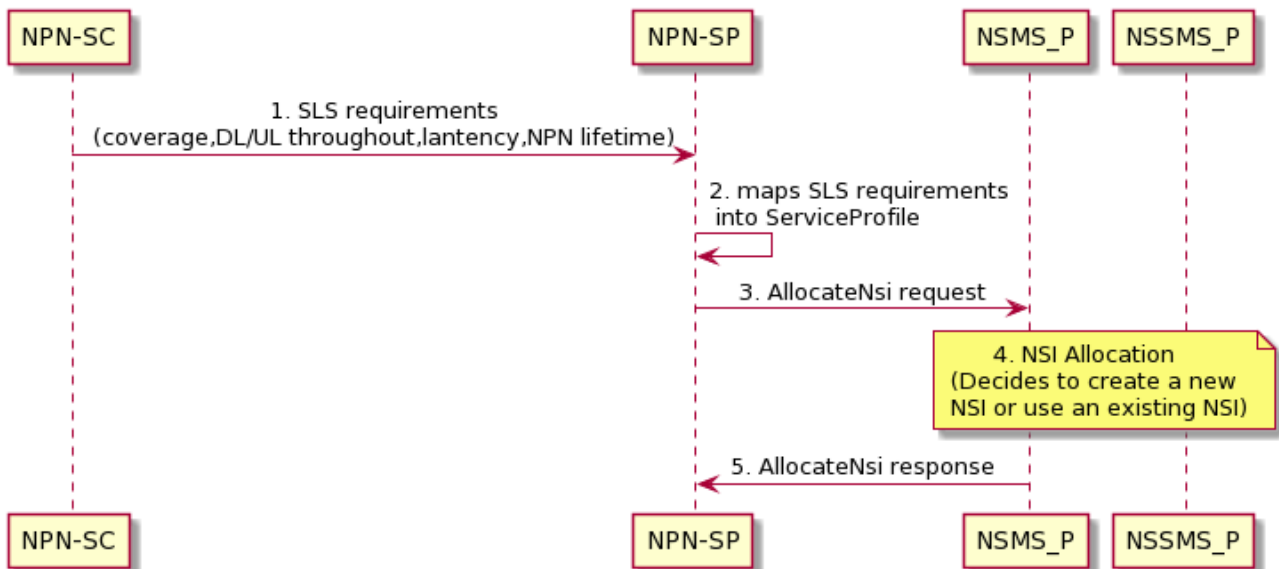 NPN-SC NPN-SP NSMS_P NSSMS_P
1. SLS requirements
(coverage,DL/UL throughout,lantency,NPN lifetime)
2. maps SLS requirements
into ServiceProfile
3. AllocateNsi request
4. NSI Allocation
(Decides to create a new
NSI or use an existing NSI)
5. AllocateNsi response
NPN-SC NPN-SP NSMS_P NSSMS_P